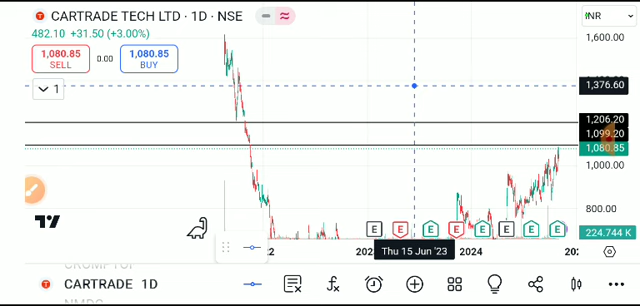 CARTRADE TECH LTD · 1D · NSE
482.10 +31.50 (+3.00%)
1,080.85
SELL
0.00
1,080.85
BUY
1
INR
1,600.00
1,376.60
1,206.20
1,099.20
1,080.85
1,000.00
800.00
224.744 K
E E E E E E E E
Thu 15 Jun '23
2024
CARTRADE 1D